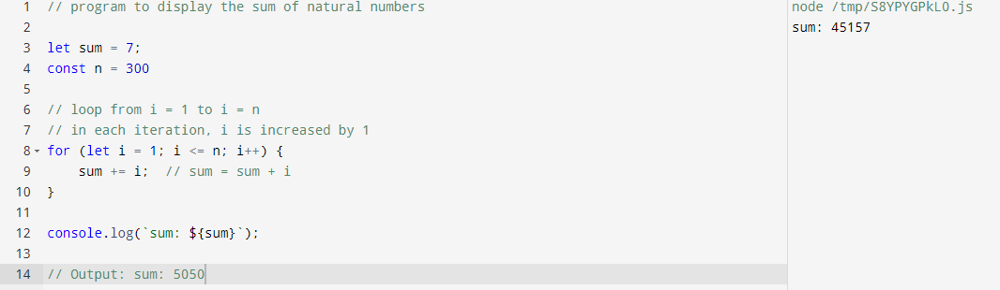 1 // program to display the sum of natural numbers
2
3 let sum = 7;
4 const n = 300
5
6 // loop from i = 1 to i = n
7 // in each iteration, i is increased by 1
8 for (let i = 1; i <= n; i++) {
9     sum += i;  // sum = sum + i
10 }
11
12 console.log(`sum: ${sum}`);
13
14 // Output: sum: 5050
node /tmp/S8YPYGPkL0.js
sum: 45157